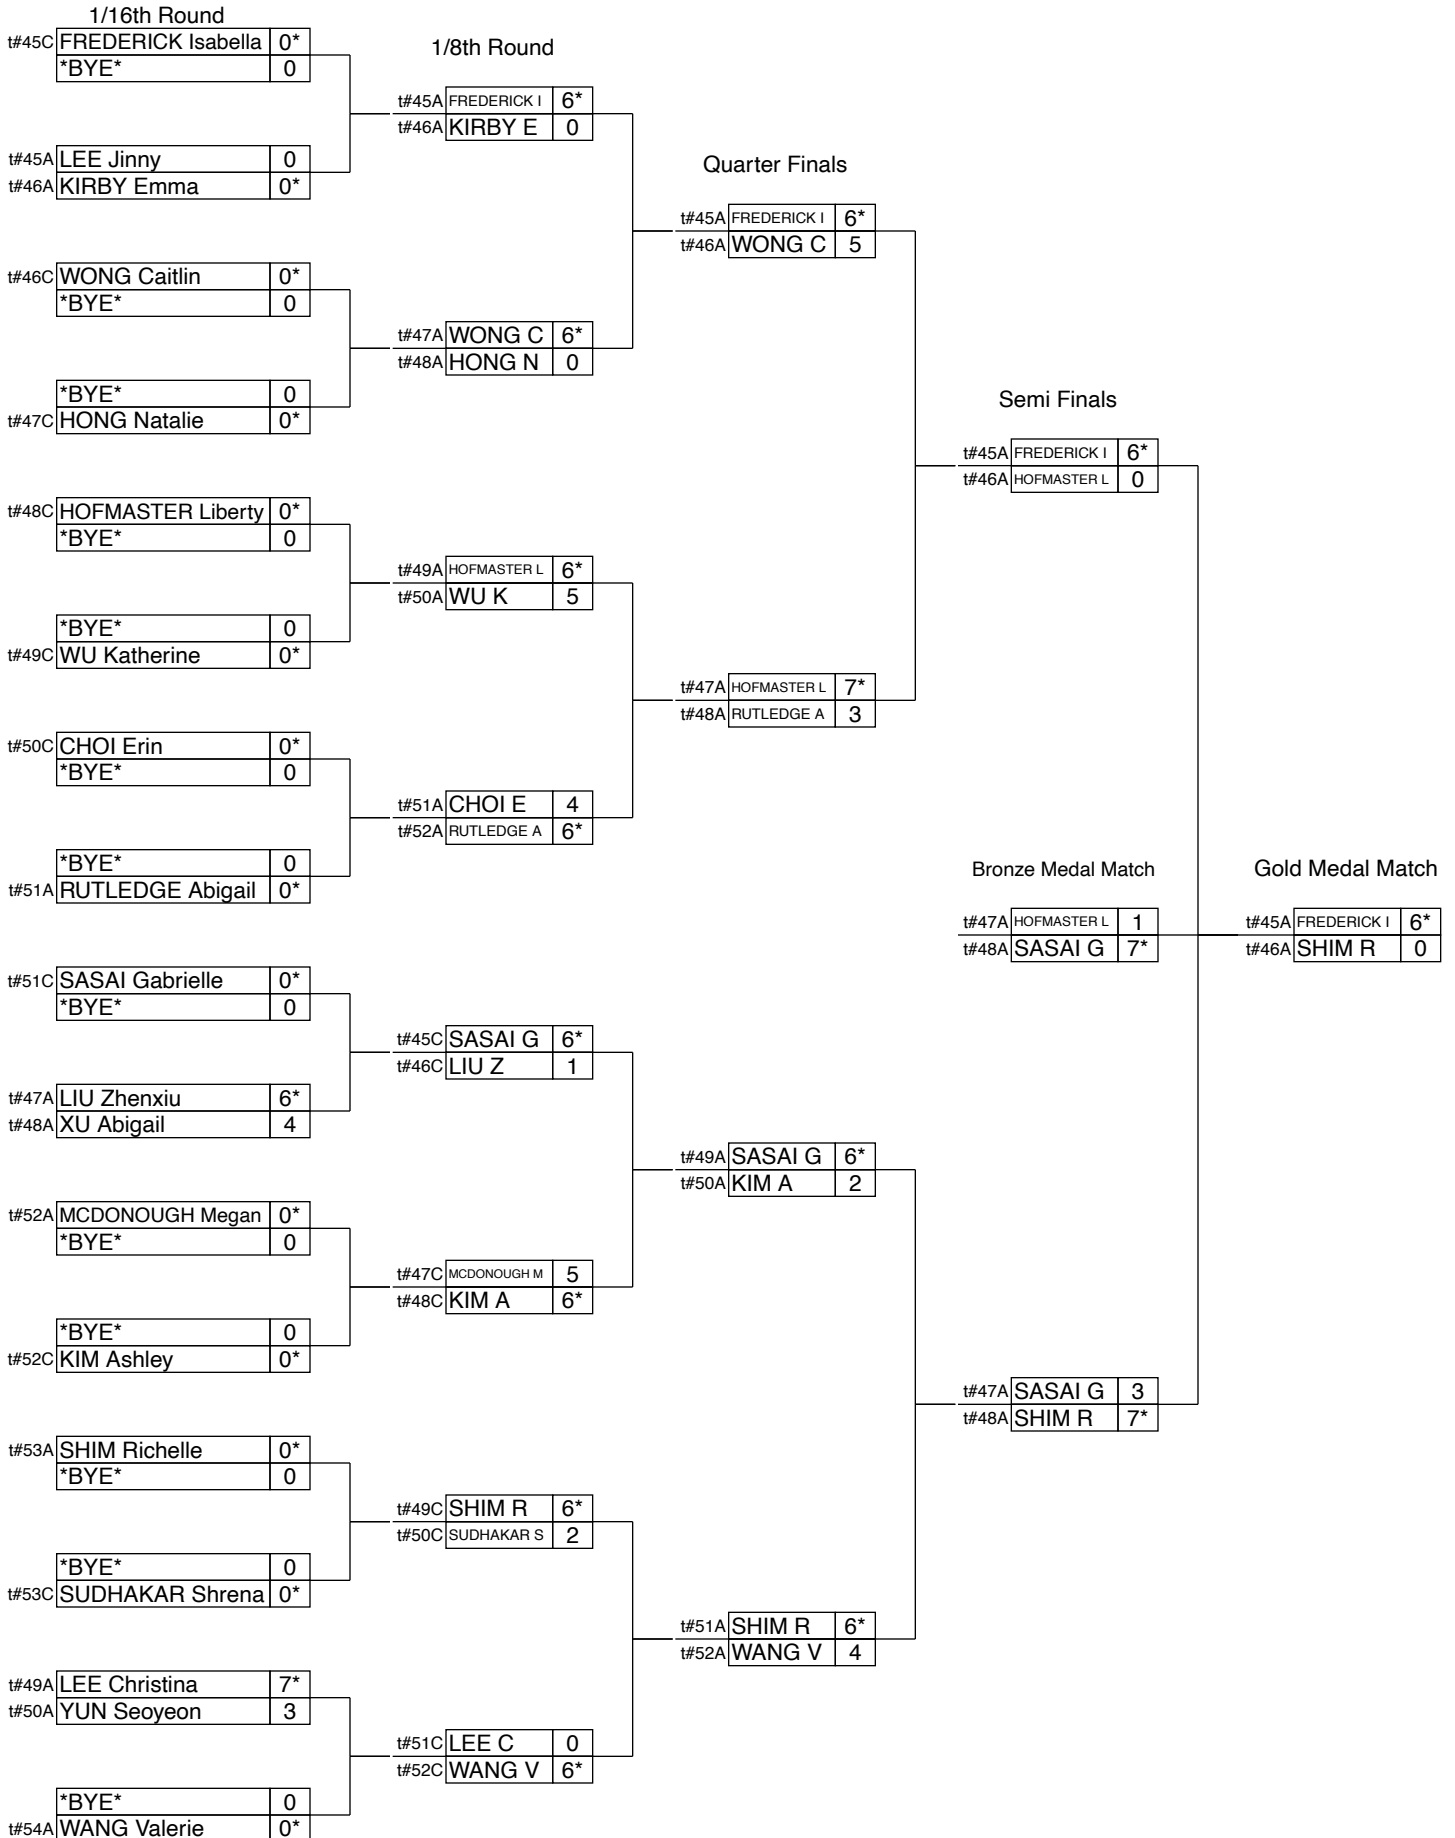 1/16th Round
t#45C FREDERICK Isabella 0*
*BYE* 0
t#45A LEE Jinny 0
t#46A KIRBY Emma 0*
t#46C WONG Caitlin 0*
*BYE* 0
*BYE* 0
t#47C HONG Natalie 0*
t#48C HOFMASTER Liberty 0*
*BYE* 0
*BYE* 0
t#49C WU Katherine 0*
t#50C CHOI Erin 0*
*BYE* 0
*BYE* 0
t#51A RUTLEDGE Abigail 0*
t#51C SASAI Gabrielle 0*
*BYE* 0
t#47A LIU Zhenxiu 6*
t#48A XU Abigail 4
t#52A MCDONOUGH Megan 0*
*BYE* 0
*BYE* 0
t#52C KIM Ashley 0*
t#53A SHIM Richelle 0*
*BYE* 0
*BYE* 0
t#53C SUDHAKAR Shrena 0*
t#49A LEE Christina 7*
t#50A YUN Seoyeon 3
*BYE* 0
t#54A WANG Valerie 0*
1/8th Round
t#45A FREDERICK I 6*
t#46A KIRBY E 0
t#47A WONG C 6*
t#48A HONG N 0
t#49A HOFMASTER L 6*
t#50A WU K 5
t#51A CHOI E 4
t#52A RUTLEDGE A 6*
t#45C SASAI G 6*
t#46C LIU Z 1
t#47C MCDONOUGH M 5
t#48C KIM A 6*
t#49C SHIM R 6*
t#50C SUDHAKAR S 2
t#51C LEE C 0
t#52C WANG V 6*
Quarter Finals
t#45A FREDERICK I 6*
t#46A WONG C 5
t#47A HOFMASTER L 7*
t#48A RUTLEDGE A 3
t#49A SASAI G 6*
t#50A KIM A 2
t#51A SHIM R 6*
t#52A WANG V 4
Semi Finals
t#45A FREDERICK I 6*
t#46A HOFMASTER L 0
t#47A SASAI G 3
t#48A SHIM R 7*
Bronze Medal Match
t#47A HOFMASTER L 1
t#48A SASAI G 7*
Gold Medal Match
t#45A FREDERICK I 6*
t#46A SHIM R 0